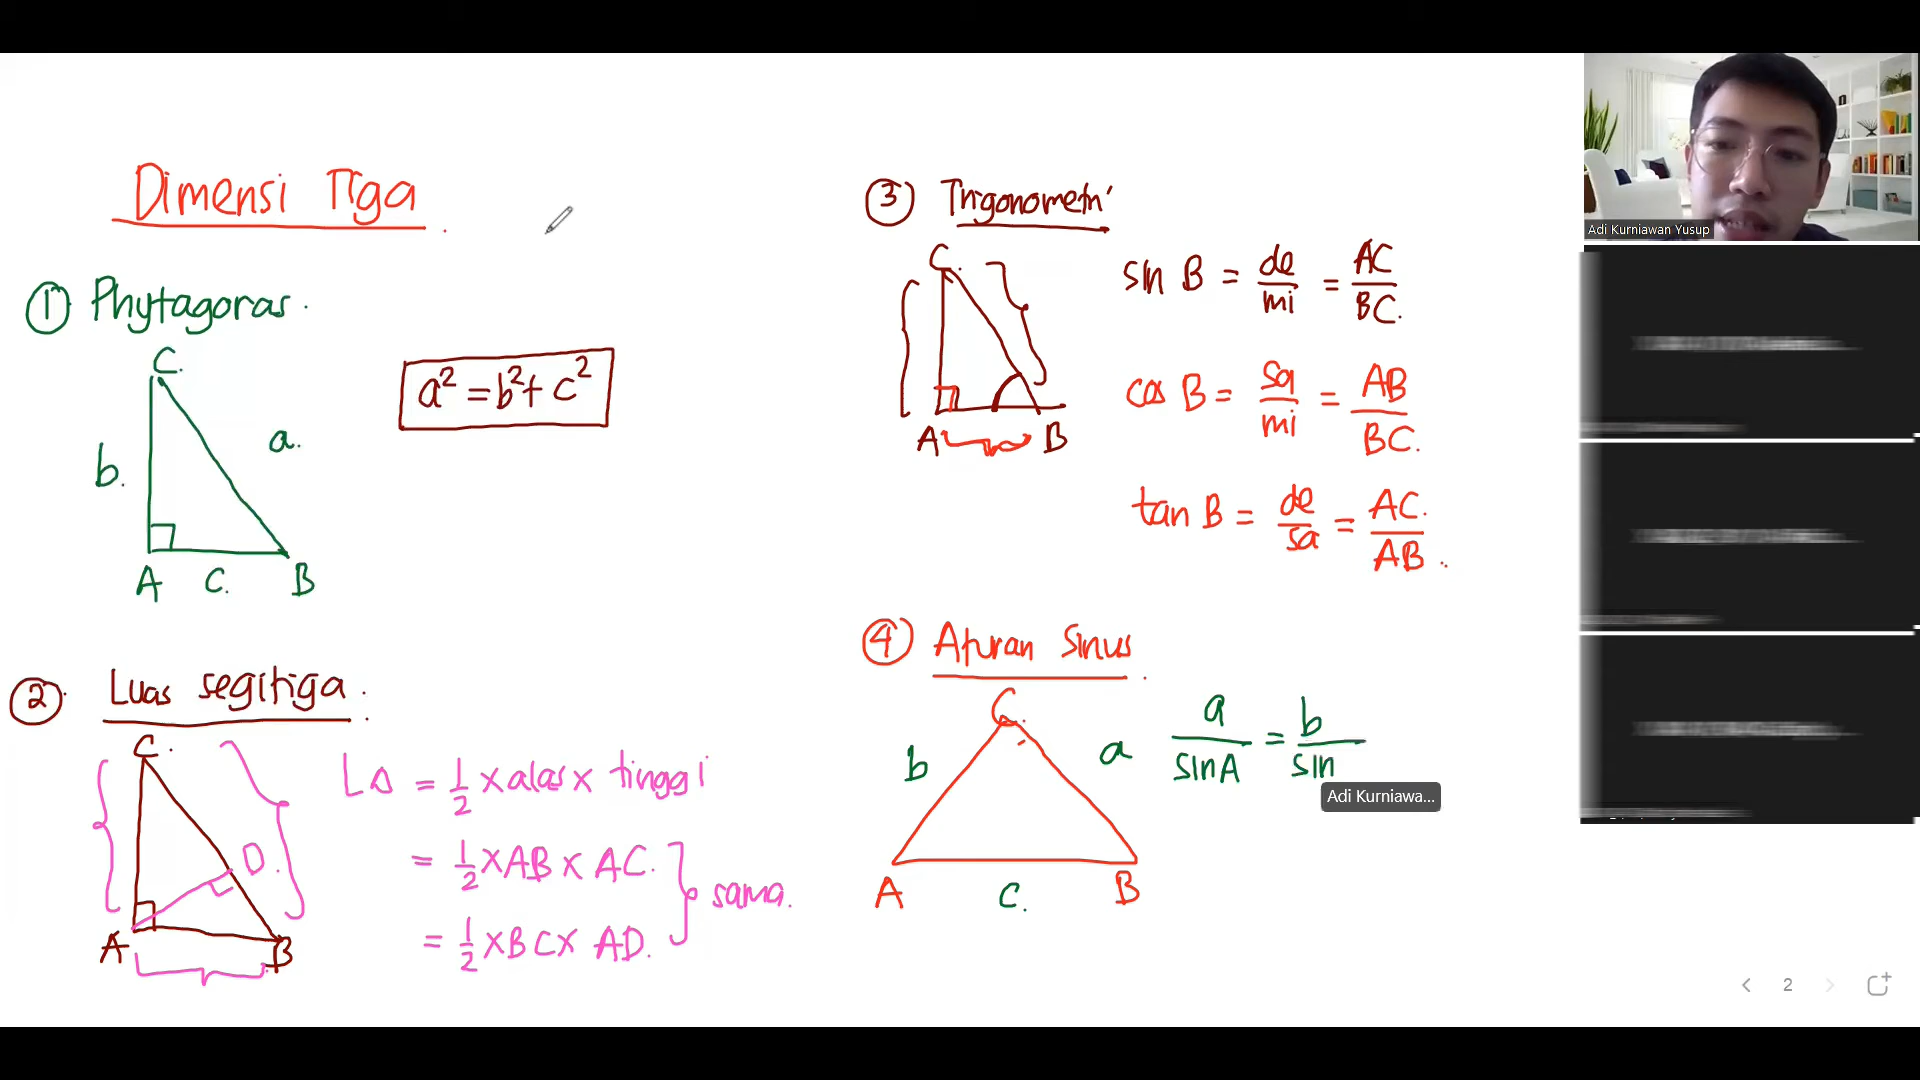 Dimensi Tiga
① Phytagoras.
C.
b.
a.
A
C.
B
a² = b² + c²
② Luas segitiga.
C.
D.
A
B
L△ = 1/2 x alas x tinggi
= 1/2 x AB x AC.
= 1/2 x BC x AD.
sama.
③ Trigonometri
C.
A
B
sin B = de/mi = AC/BC.
cos B = sa/mi = AB/BC.
tan B = de/sa = AC./AB.
④ Aturan Sinus
C.
b
a
A
C.
B
a/sinA = b/sin
Adi Kurniawa...
Adi Kurniawan Yusup
2